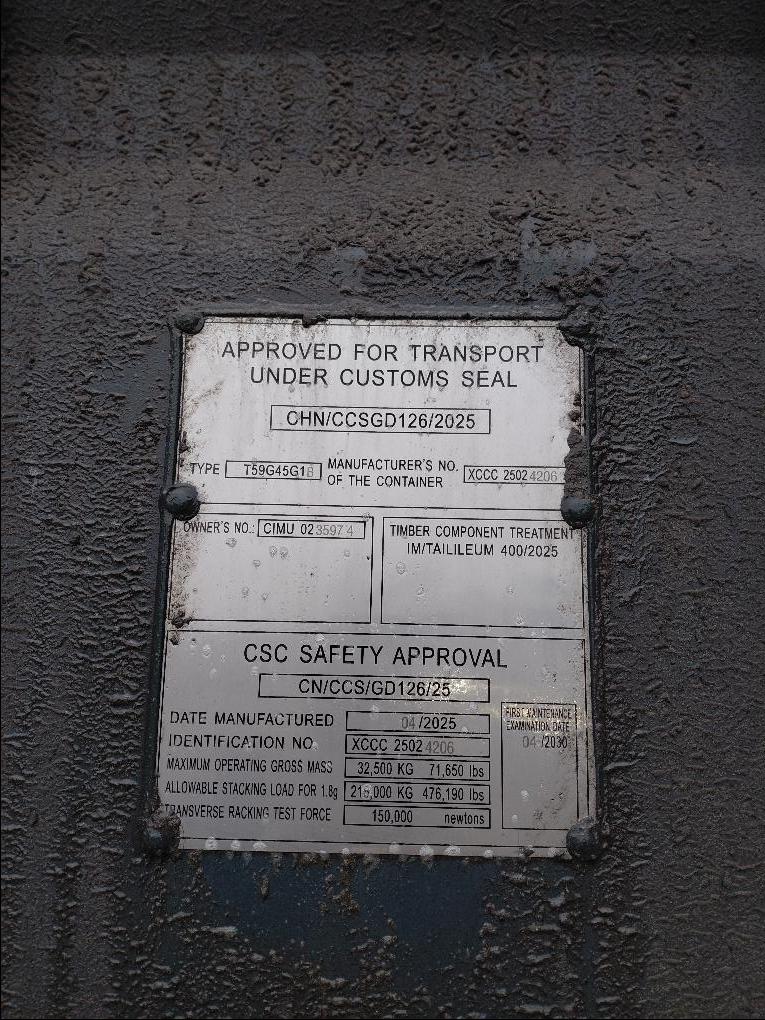 APPROVED FOR TRANSPORT
UNDER CUSTOMS SEAL
CHN/CCSGD126/2025
TYPE T59G45G1B MANUFACTURER'S NO. OF THE CONTAINER XCCC 25024206
OWNER'S NO.: CIMU 023597 4
TIMBER COMPONENT TREATMENT
IM/TAILILEUM 400/2025
CSC SAFETY APPROVAL
CN/CCS/GD126/25
DATE MANUFACTURED 04/2025
IDENTIFICATION NO XCCC 25024206
MAXIMUM OPERATING GROSS MASS 32,500 KG 71,650 lbs
ALLOWABLE STACKING LOAD FOR 1.8g 216,000 KG 476,190 lbs
TRANSVERSE RACKING TEST FORCE 150,000 newtons
FIRST MAINTENANCE
EXAMINATION DATE
04/2030